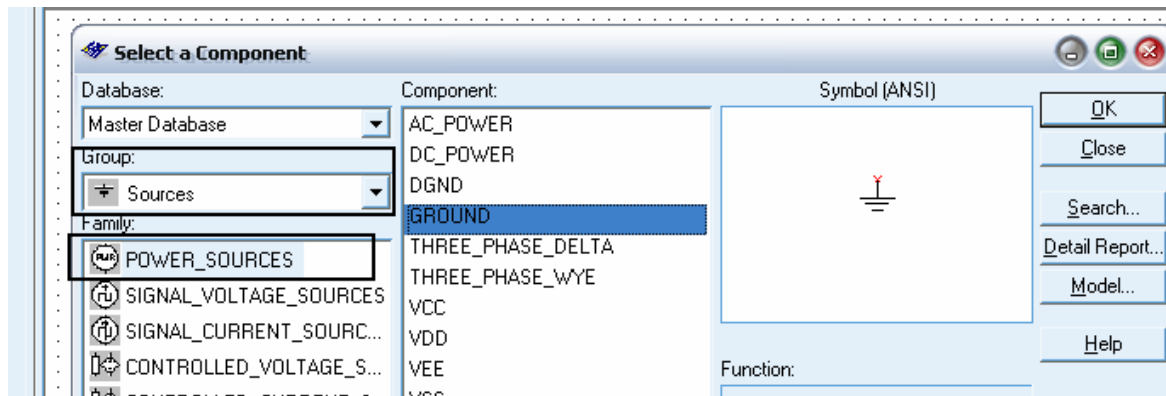 Select a Component
Database:
Master Database
Group:
Sources
Family:
POWER_SOURCES
SIGNAL_VOLTAGE_SOURCES
SIGNAL_CURRENT_SOURC...
CONTROLLED_VOLTAGE_S...
Component:
AC_POWER
DC_POWER
DGND
GROUND
THREE_PHASE_DELTA
THREE_PHASE_WYE
VCC
VDD
VEE
Symbol (ANSI)
Function:
OK
Close
Search...
Detail Report...
Model...
Help